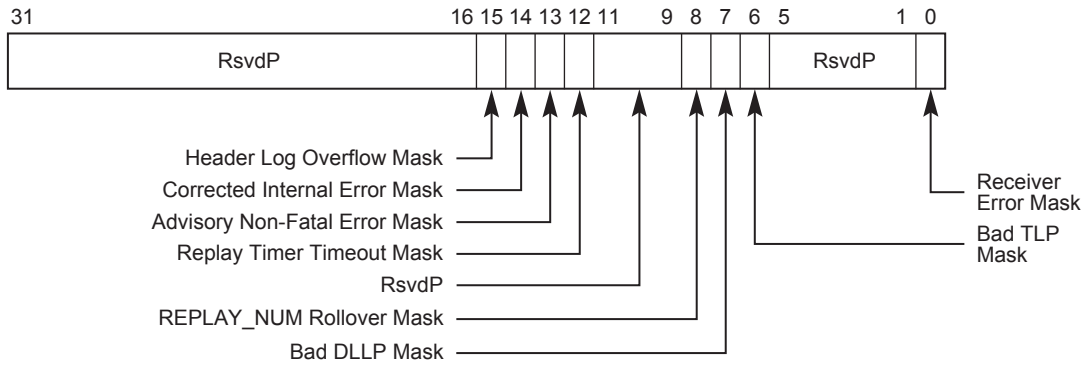 31 16 15 14 13 12 11 9 8 7 6 5 1 0
RsvdP RsvdP
Header Log Overflow Mask
Corrected Internal Error Mask
Advisory Non-Fatal Error Mask
Replay Timer Timeout Mask
RsvdP
REPLAY_NUM Rollover Mask
Bad DLLP Mask
Receiver
Error Mask
Bad TLP
Mask